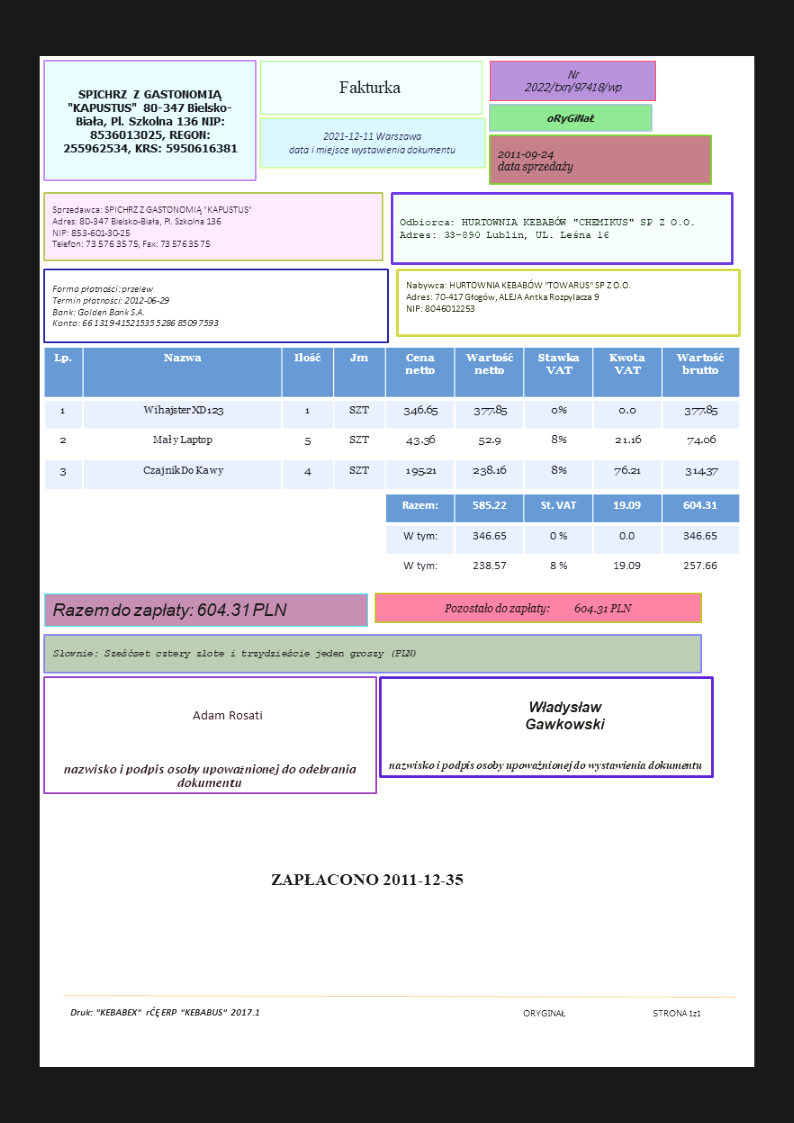 SPICHRZ Z GASTONOMIĄ
"KAPUSTUS" 80-347 Bielsko-
Biała, Pl. Szkolna 136 NIP:
8536013025, REGON:
255962534, KRS: 5950616381
Fakturka
2021-12-11 Warszawa
data i miejsce wystawienia dokumentu
Nr
2022/txn/97418/wp
oRyGiNaŁ
2011-09-24
data sprzedaży
Sprzedawca: SPICHRZ Z GASTONOMIĄ "KAPUSTUS"
Adres: 80-347 Bielsko-Biała, Pl. Szkolna 136
NIP: 853-601-30-25
Telefon: 73 576 35 75, Fax: 73 576 35 75
Odbiorca: HURTOWNIA KEBABÓW "CHEMIKUS" SP Z O.O.
Adres: 33-890 Lublin, UL. Leśna 16
Forma płatności: przelew
Termin płatności: 2012-06-29
Bank: Golden Bank S.A.
Konto: 66 1319 4152 1535 5286 8509 7593
Nabywca: HURTOWNIA KEBABÓW "TOWARUS" SP Z O.O.
Adres: 70-417 Głogów, ALEJA Antka Rozpylacza 9
NIP: 8046012253
Lp. Nazwa Ilość Jm Cena netto Wartość netto Stawka VAT Kwota VAT Wartość brutto
1 Wihajster XD123 1 SZT 346.65 377.85 0% 0.0 377.85
2 Mały Laptop 5 SZT 43.36 52.9 8% 21.16 74.06
3 Czajnik Do Kawy 4 SZT 195.21 238.16 8% 76.21 314.37
Razem: 585.22 St. VAT 19.09 604.31
W tym: 346.65 0 % 0.0 346.65
W tym: 238.57 8 % 19.09 257.66
Razem do zapłaty: 604.31 PLN
Pozostało do zapłaty: 604.31 PLN
Słownie: Sześćset cztery złote i trzydzieście jeden groszy (PLN)
Adam Rosati
nazwisko i podpis osoby upoważnionej do odebrania
dokumentu
Władysław
Gawkowski
nazwisko i podpis osoby upoważnionej do wystawienia dokumentu
ZAPŁACONO 2011-12-35
Druk: "KEBABEX" rĆĘ ERP "KEBABUS" 2017.1 ORYGINAŁ STRONA 1z1